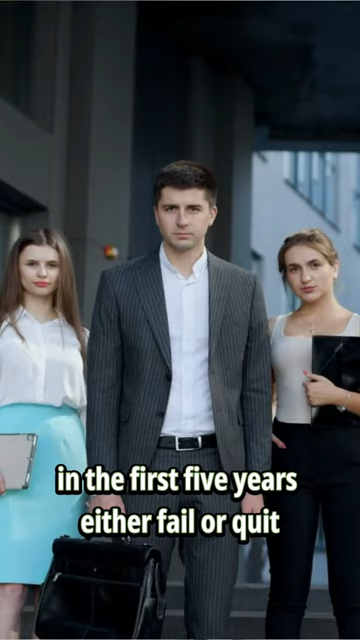 in the first five years
either fail or quit